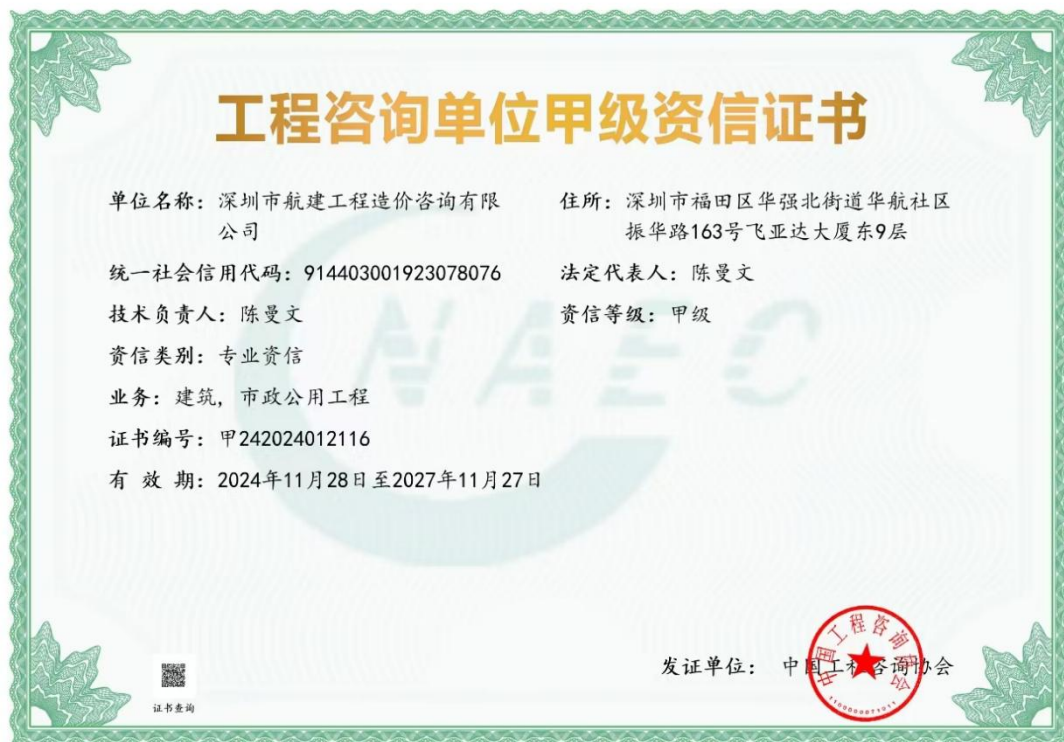 工程咨询单位甲级资信证书
单位名称：深圳市航建工程造价咨询有限
公司
住所：深圳市福田区华强北街道华航社区
振华路163号飞亚达大厦东9层
统一社会信用代码：914403001923078076
法定代表人：陈曼文
技术负责人：陈曼文
资信等级：甲级
资信类别：专业资信
业务：建筑，市政公用工程
证书编号：甲242024012116
有 效 期：2024年11月28日至2027年11月27日
CNAEC
发证单位： 中国工程咨询协会
中国工程咨询协会
证书查询